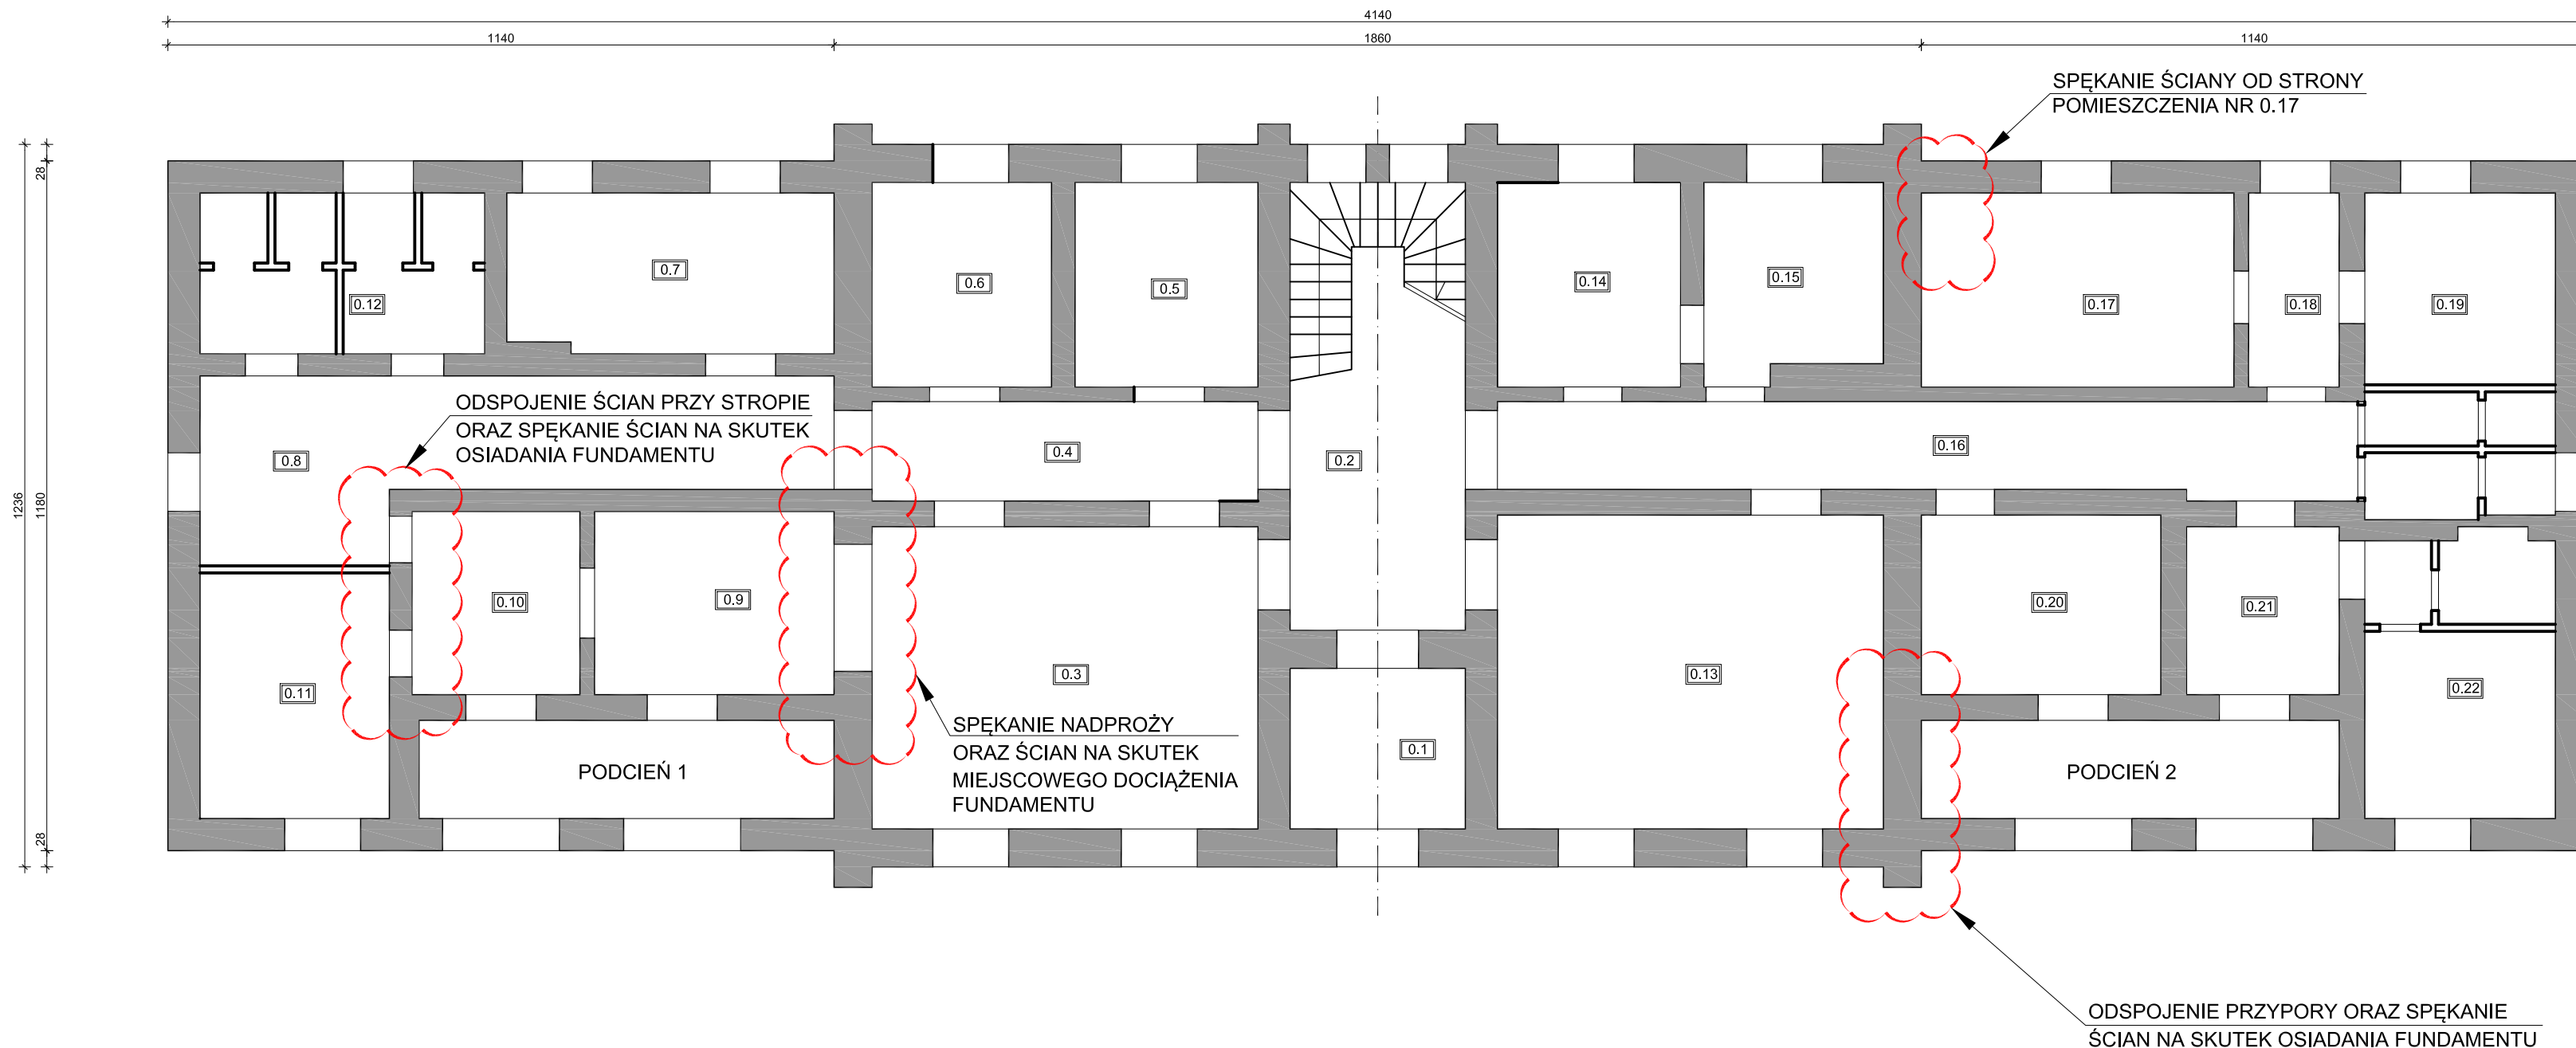 4140
1140
1860
1140
SPĘKANIE ŚCIANY OD STRONY
POMIESZCZENIA NR 0.17
28
1236
1180
28
0.7
0.12
0.6
0.5
0.14
0.15
0.17
0.18
0.19
ODSPOJENIE ŚCIAN PRZY STROPIE
ORAZ SPĘKANIE ŚCIAN NA SKUTEK
OSIADANIA FUNDAMENTU
0.8
0.4
0.2
0.16
0.10
0.9
0.20
0.21
0.11
0.3
0.13
0.22
SPĘKANIE NADPROŻY
ORAZ ŚCIAN NA SKUTEK
MIEJSCOWEGO DOCIĄŻENIA
FUNDAMENTU
0.1
PODCIEŃ 1
PODCIEŃ 2
ODSPOJENIE PRZYPORY ORAZ SPĘKANIE
ŚCIAN NA SKUTEK OSIADANIA FUNDAMENTU